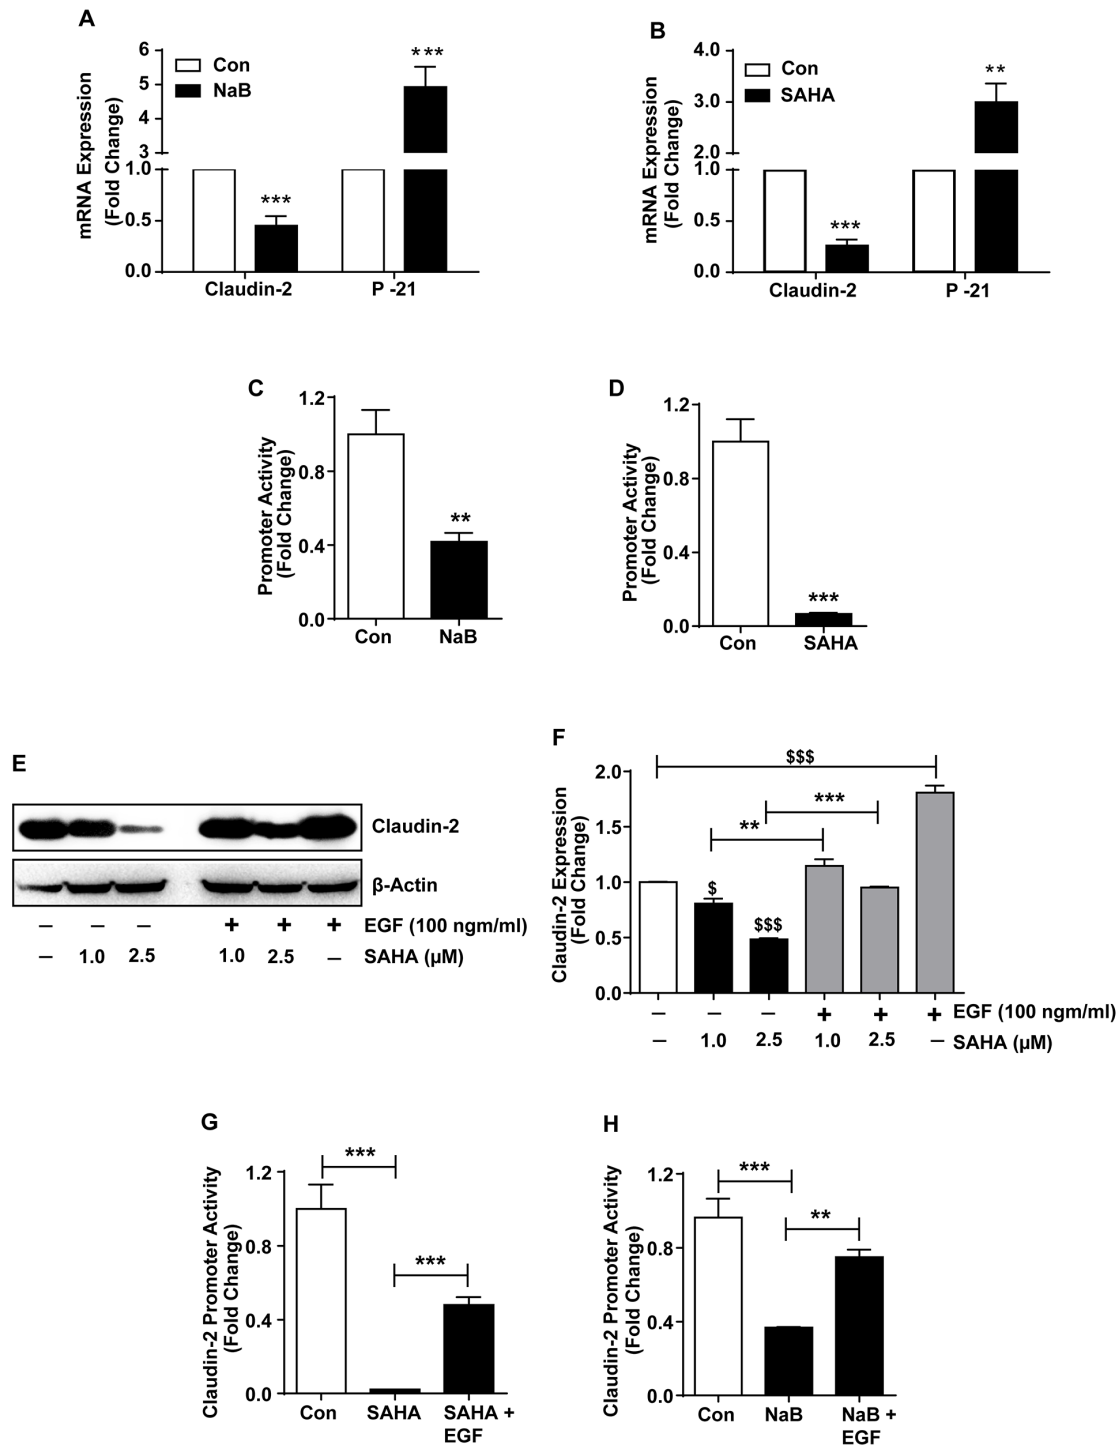 A
mRNA Expression
(Fold Change)
6
5
4
3
1.0
0.5
0.0
Con
NaB
***
***
Claudin-2
P -21
B
mRNA Expression
(Fold Change)
4.0
3.0
2.0
1.0
0.5
0.0
Con
SAHA
***
**
Claudin-2
P -21
C
Promoter Activity
(Fold Change)
1.2
0.8
0.4
0.0
**
Con
NaB
D
Promoter Activity
(Fold Change)
1.2
0.8
0.4
0.0
***
Con
SAHA
E
Claudin-2
β-Actin
– – – + + + EGF (100 ngm/ml)
– 1.0 2.5 1.0 2.5 – SAHA (µM)
F
Claudin-2 Expression
(Fold Change)
2.0
1.5
1.0
0.5
0.0
$$$
***
**
$
$$$
– – – + + + EGF (100 ngm/ml)
– 1.0 2.5 1.0 2.5 – SAHA (µM)
G
Claudin-2 Promoter Activity
(Fold Change)
1.2
0.8
0.4
0.0
***
***
Con
SAHA
SAHA +
EGF
H
Claudin-2 Promoter Activity
(Fold Change)
1.2
0.8
0.4
0.0
***
**
Con
NaB
NaB +
EGF